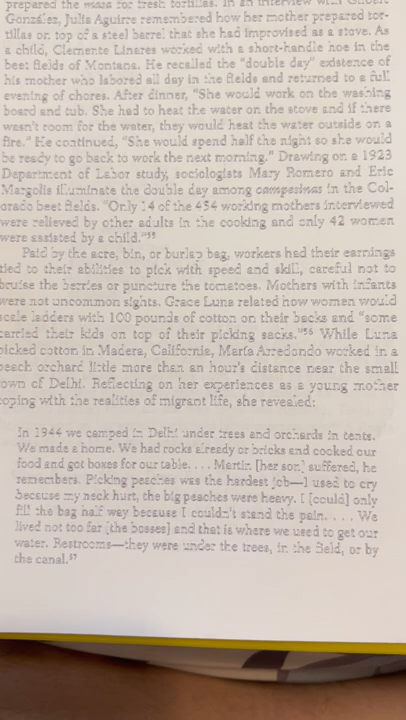 prepared the masa for fresh tortillas. In an interview with Gilbert
González, Julia Aguirre remembered how her mother prepared tor-
tillas on top of a steel barrel that she had improvised as a stove. As
a child, Clemente Linares worked with a short-handle hoe in the
beet fields of Montana. He recalled the "double day" existence of
his mother who labored all day in the fields and returned to a full
evening of chores. After dinner, "She would work on the washing
board and tub. She had to heat the water on the stove and if there
wasn't room for the water, they would heat the water outside on a
fire." He continued, "She would spend half the night so she would
be ready to go back to work the next morning." Drawing on a 1923
Department of Labor study, sociologists Mary Romero and Eric
Margolis illuminate the double day among campesinas in the Col-
orado beet fields. "Only 14 of the 454 working mothers interviewed
were relieved by other adults in the cooking and only 42 women
were assisted by a child."55
Paid by the acre, bin, or burlap bag, workers had their earnings
tied to their abilities to pick with speed and skill, careful not to
bruise the berries or puncture the tomatoes. Mothers with infants
were not uncommon sights. Grace Luna related how women would
scale ladders with 100 pounds of cotton on their backs and "some
carried their kids on top of their picking sacks."56 While Luna
picked cotton in Madera, California, María Arredondo worked in a
peach orchard little more than an hour's distance near the small
own of Delhi. Reflecting on her experiences as a young mother
oping with the realities of migrant life, she revealed:
In 1944 we camped in Delhi under trees and orchards in tents.
We made a home. We had rocks already or bricks and cooked our
food and got boxes for our table. . . . Martin [her son] suffered, he
remembers. Picking peaches was the hardest job—I used to cry
because my neck hurt, the big peaches were heavy. I [could] only
fill the bag half way because I couldn't stand the pain. . . . We
lived not too far [the bosses] and that is where we used to get our
water. Restrooms—they were under the trees, in the field, or by
the canal.57